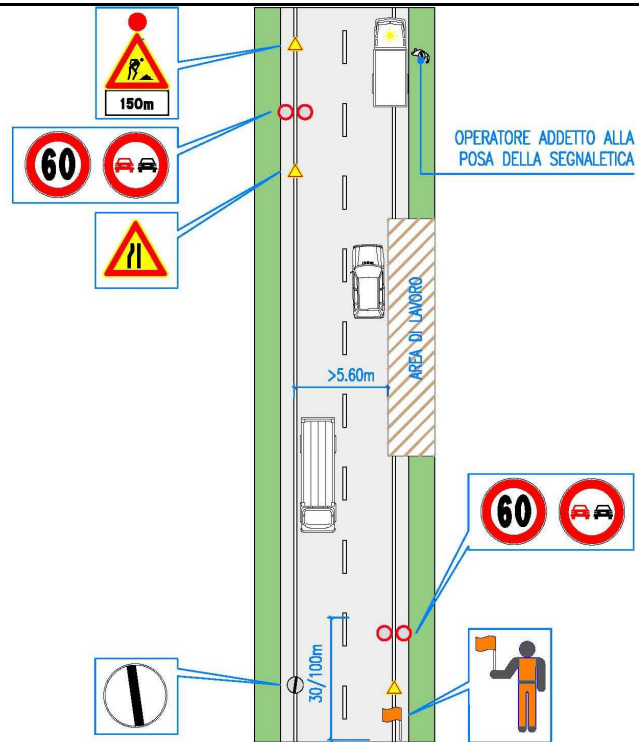 150m
60
OPERATORE ADDETTO ALLA
POSA DELLA SEGNALETICA
AREA DI LAVORO
>5.60m
60
30/100m